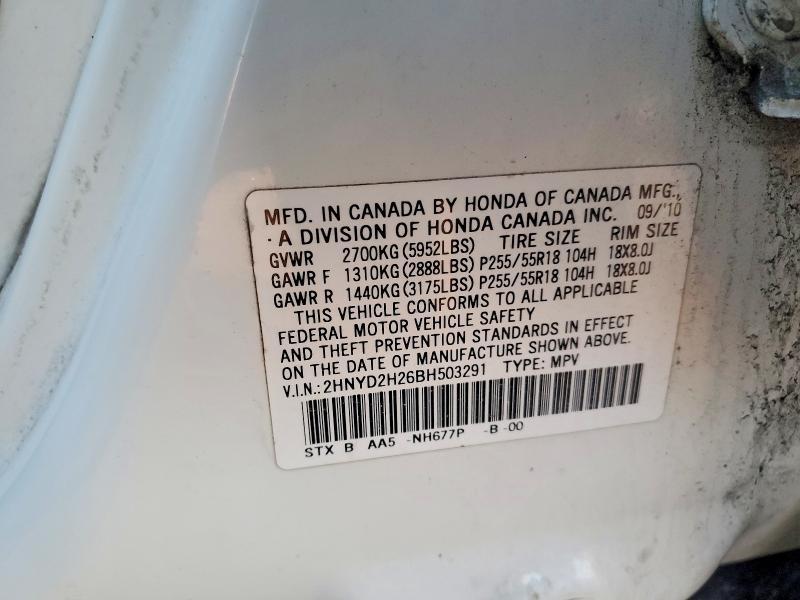 MFD. IN CANADA BY HONDA OF CANADA MFG.,
A DIVISION OF HONDA CANADA INC. 09/'10
GVWR 2700KG(5952LBS) TIRE SIZE RIM SIZE
GAWR F 1310KG(2888LBS) P255/55R18 104H 18X8.0J
GAWR R 1440KG(3175LBS) P255/55R18 104H 18X8.0J
THIS VEHICLE CONFORMS TO ALL APPLICABLE
FEDERAL MOTOR VEHICLE SAFETY
AND THEFT PREVENTION STANDARDS IN EFFECT
ON THE DATE OF MANUFACTURE SHOWN ABOVE.
V.I.N.:2HNYD2H26BH503291 TYPE: MPV
STX B AA5 -NH677P -B -00